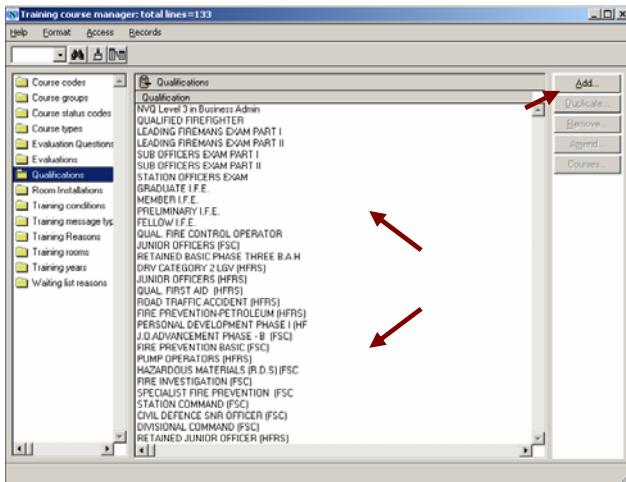 Training course manager: total lines=133
Help Format Access Records
Course codes
Course groups
Course status codes
Course types
Evaluation Questions
Evaluations
Qualifications
Room Installations
Training conditions
Training message typ
Training Reasons
Training rooms
Training years
Waiting list reasons
Qualifications
Qualification
NVQ Level 3 in Business Admin
QUALIFIED FIREFIGHTER
LEADING FIREMANS EXAM PART I
LEADING FIREMANS EXAM PART II
SUB OFFICERS EXAM PART I
SUB OFFICERS EXAM PART II
STATION OFFICERS EXAM
GRADUATE I.F.E.
MEMBER I.F.E.
PRELIMINARY I.F.E.
FELLOW I.F.E.
QUAL. FIRE CONTROL OPERATOR
JUNIOR OFFICERS (FSC)
RETAINED BASIC PHASE THREE B.A.H
DRV CATEGORY 2 LGV (HFRS)
JUNIOR OFFICERS (HFRS)
QUAL. FIRST AID (HFRS)
ROAD TRAFFIC ACCIDENT (HFRS)
FIRE PREVENTION-PETROLEUM (HFRS)
PERSONAL DEVELOPMENT PHASE I (HF
J.O.ADVANCEMENT PHASE - B (FSC)
FIRE PREVENTION BASIC (FSC)
PUMP OPERATORS (HFRS)
HAZARDOUS MATERIALS (R.D.S) (FSC
FIRE INVESTIGATION (FSC)
SPECIALIST FIRE PREVENTION (FSC
STATION COMMAND (FSC)
CIVIL DEFENCE SNR OFFICER (FSC)
DIVISIONAL COMMAND (FSC)
RETAINED JUNIOR OFFICER (HFRS)
Add...
Duplicate...
Remove...
Append...
Courses...